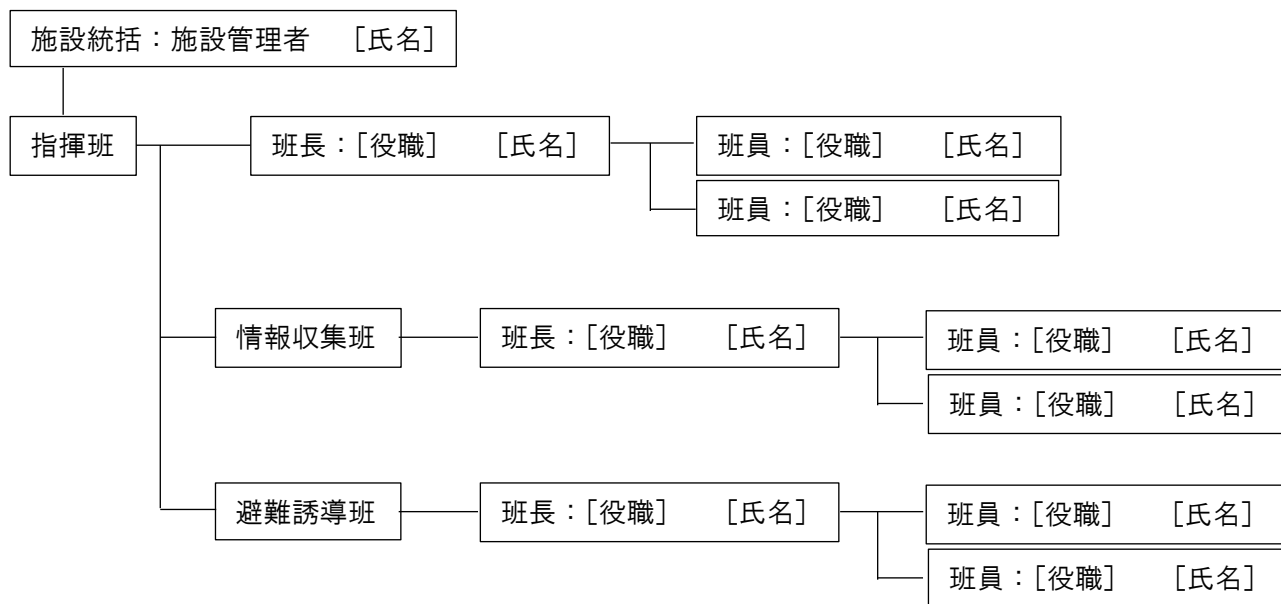 施設統括：施設管理者　［氏名］
指揮班　班長：［役職］　［氏名］　班員：［役職］　［氏名］
班員：［役職］　［氏名］
情報収集班　班長：［役職］　［氏名］　班員：［役職］　［氏名］
班員：［役職］　［氏名］
避難誘導班　班長：［役職］　［氏名］　班員：［役職］　［氏名］
班員：［役職］　［氏名］